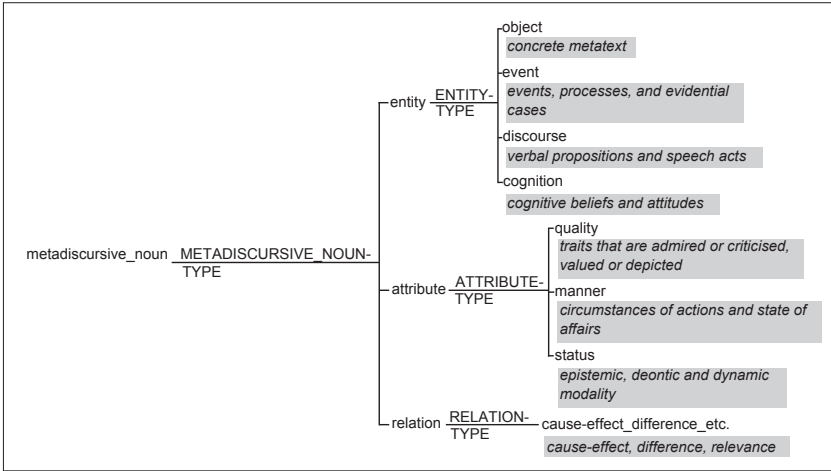 object
concrete metatext
event
events, processes, and evidential
cases
entity ENTITY-
TYPE
discourse
verbal propositions and speech acts
cognition
cognitive beliefs and attitudes
metadiscursive_noun METADISCURSIVE_NOUN-
TYPE
quality
traits that are admired or criticised,
valued or depicted
attribute ATTRIBUTE-
TYPE
manner
circumstances of actions and state of
affairs
status
epistemic, deontic and dynamic
modality
relation RELATION-
TYPE
cause-effect_difference_etc.
cause-effect, difference, relevance